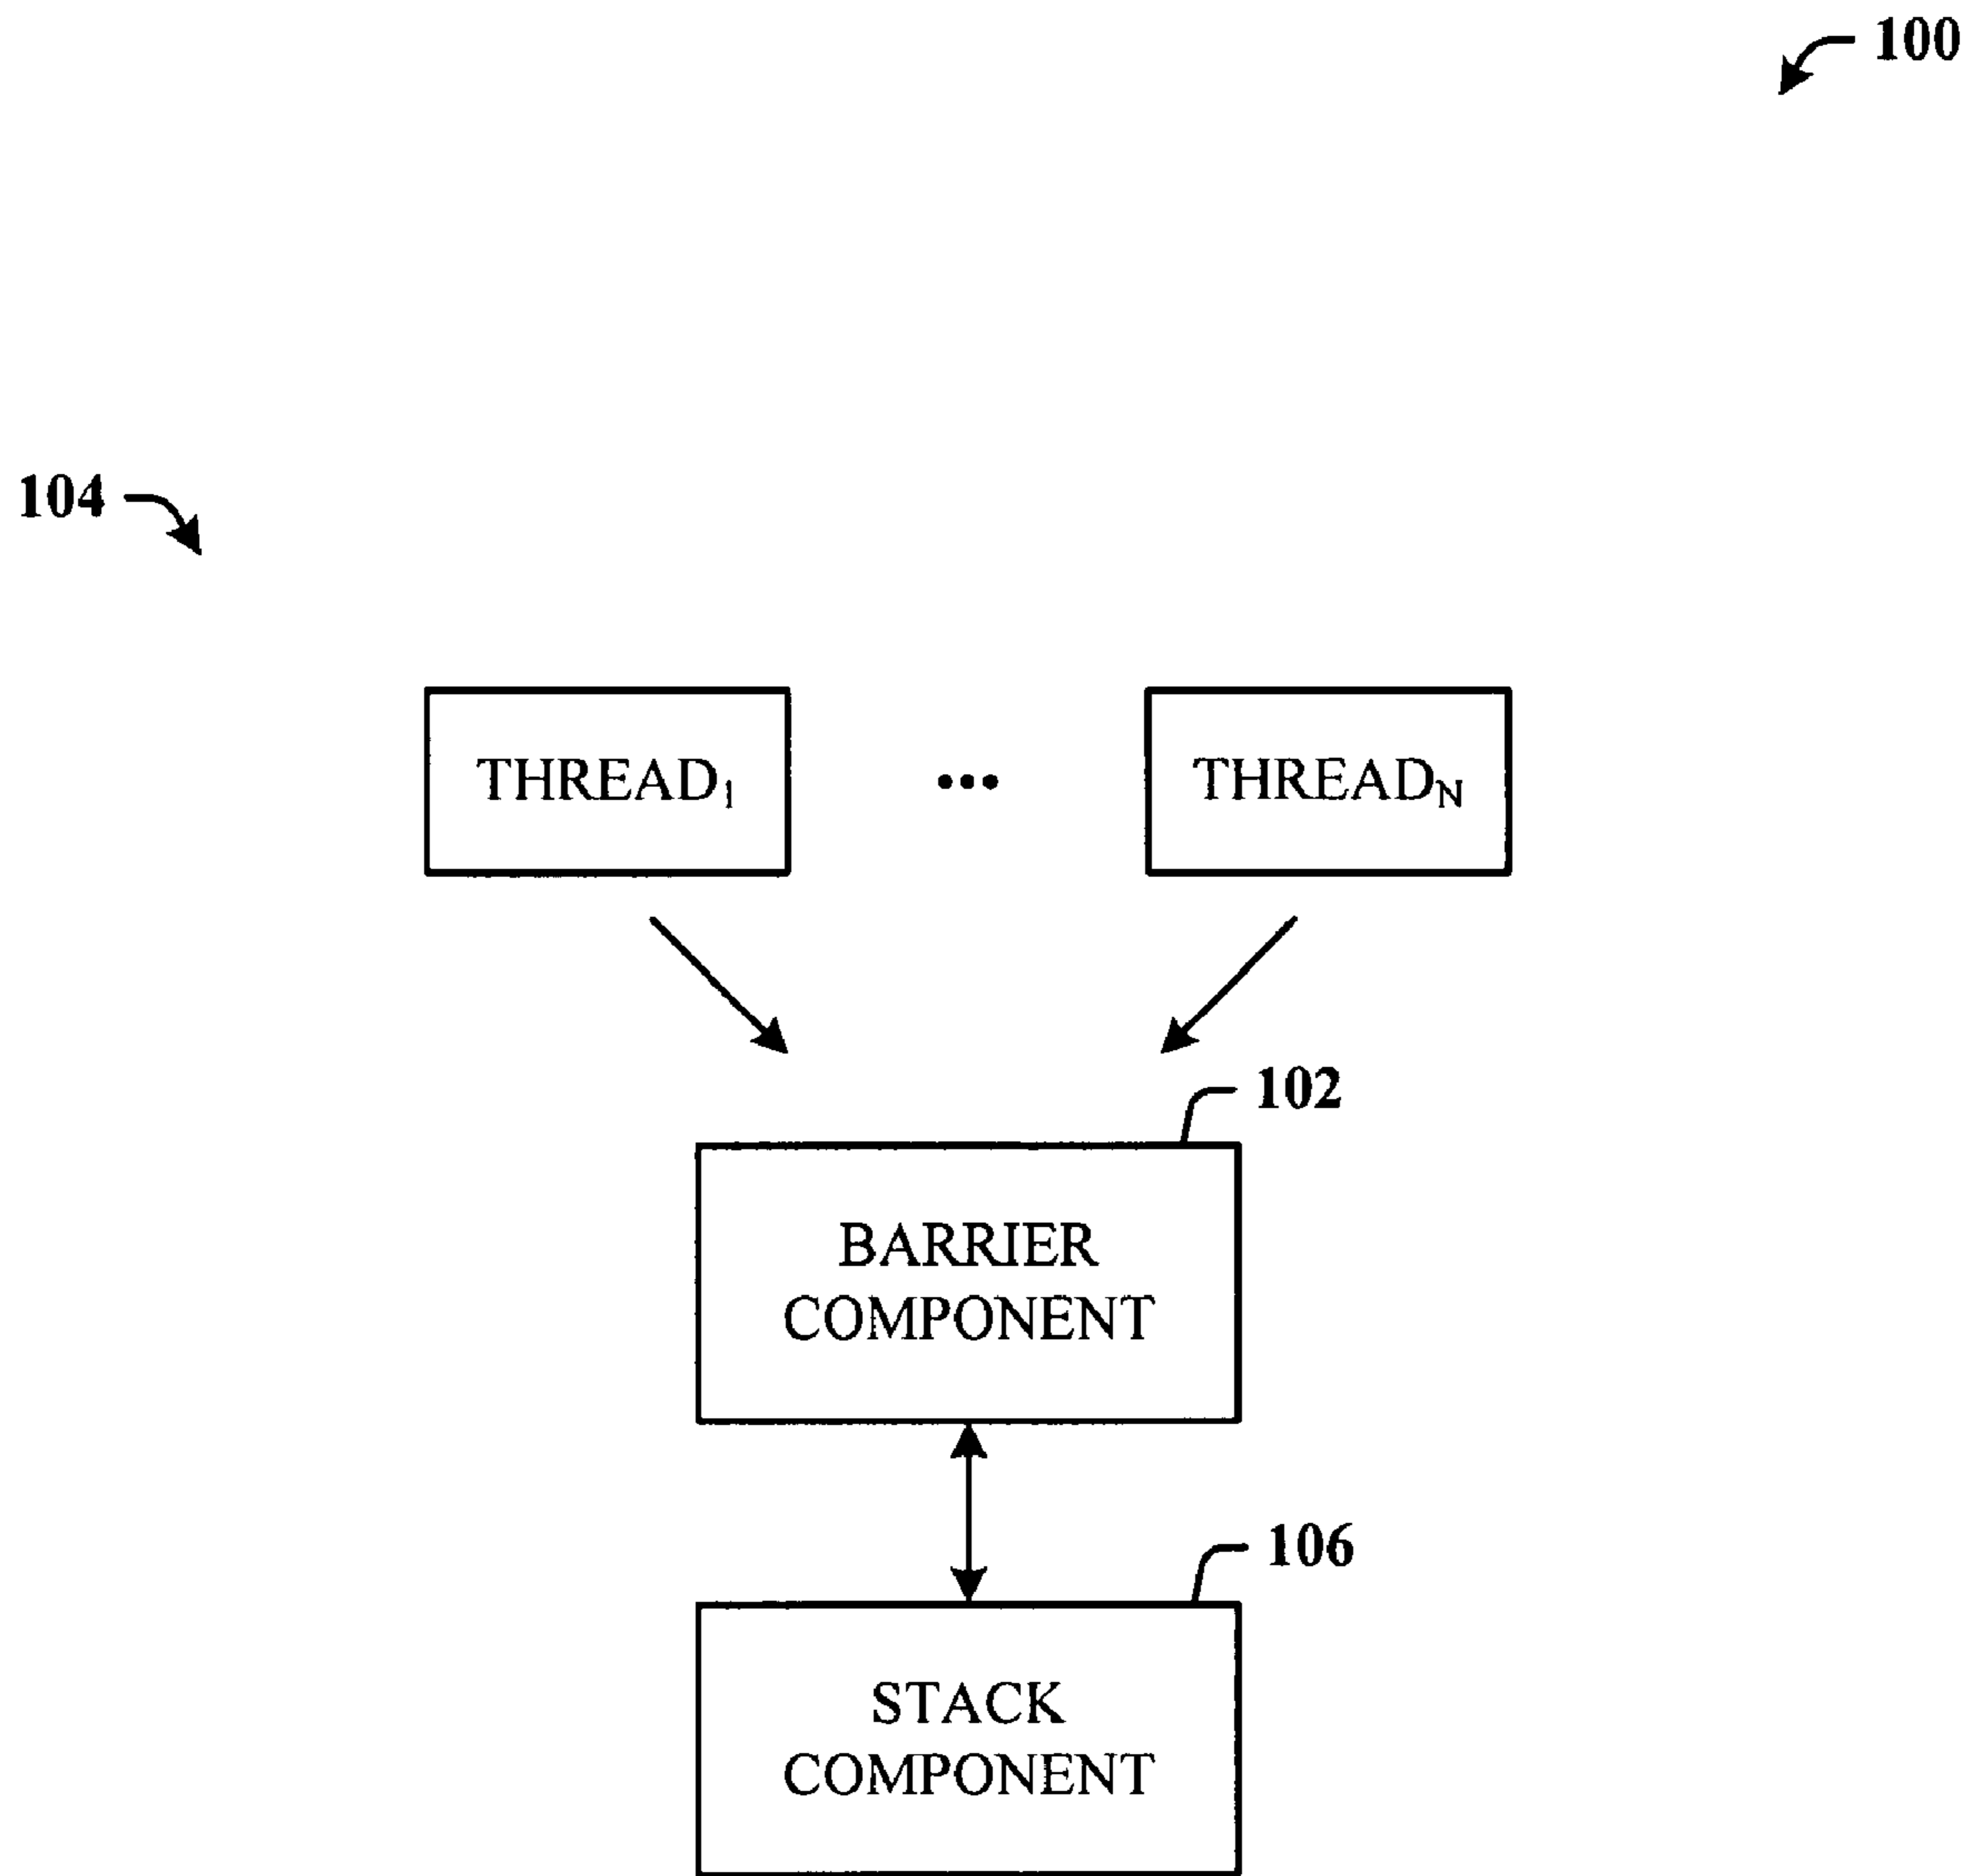 100
104
THREAD1 ••• THREADN
102
BARRIER
COMPONENT
106
STACK
COMPONENT